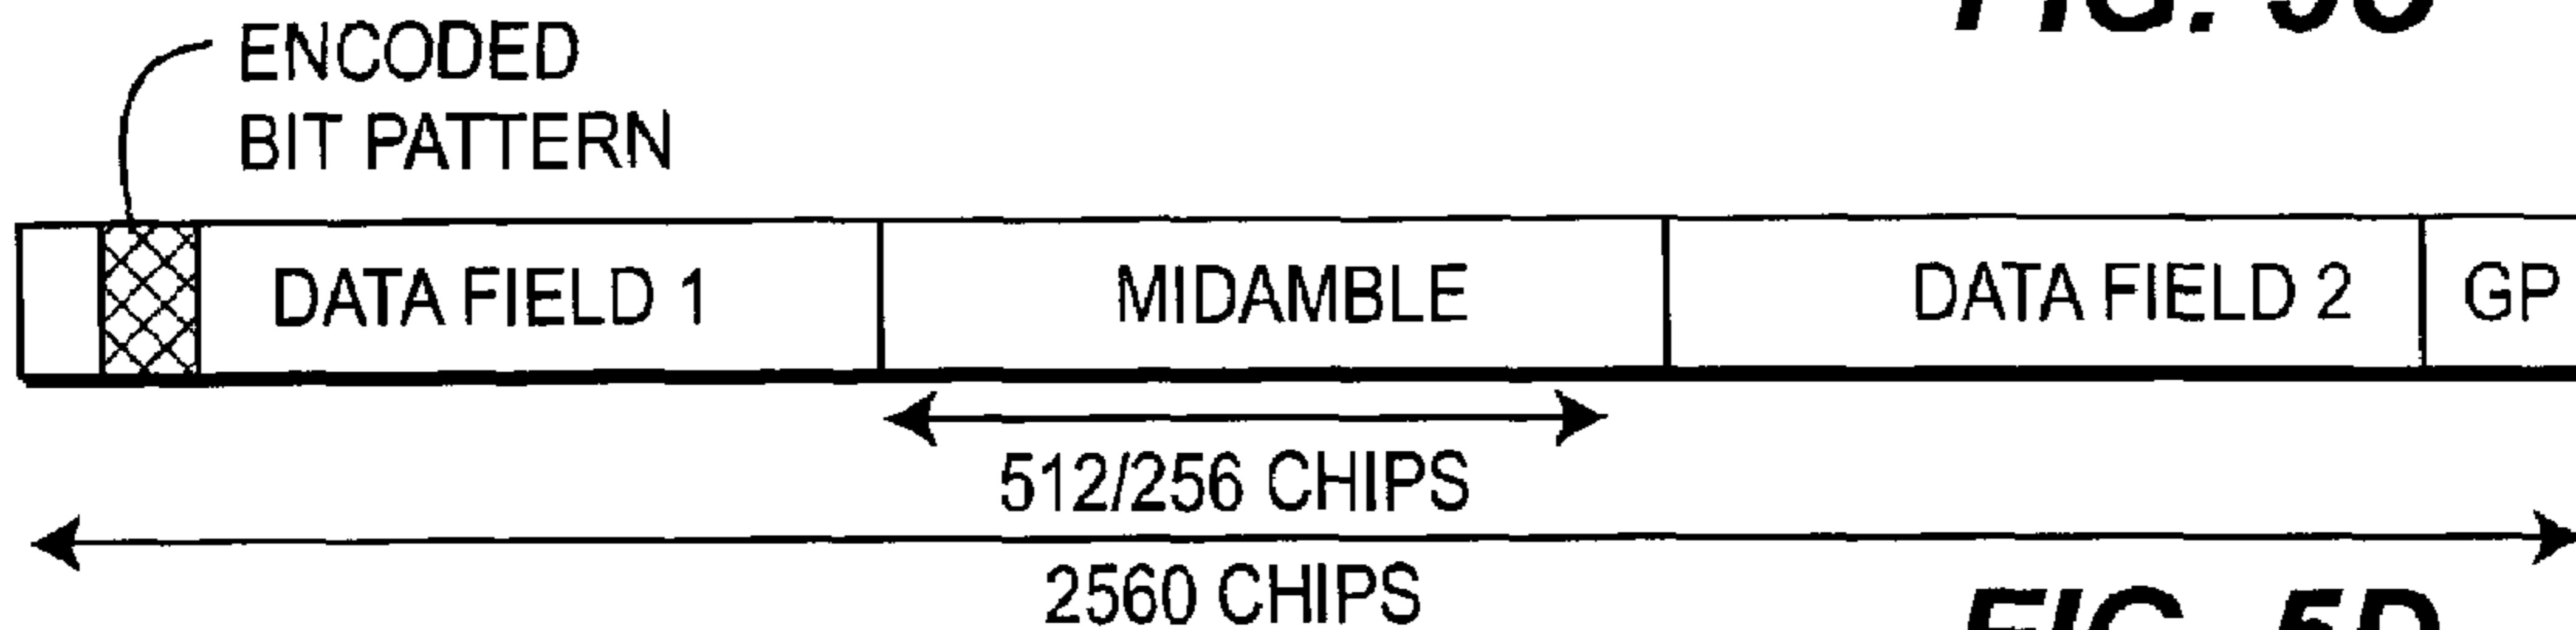 ENCODED
BIT PATTERN
DATA FIELD 1 MIDAMBLE DATA FIELD 2 GP
512/256 CHIPS
2560 CHIPS